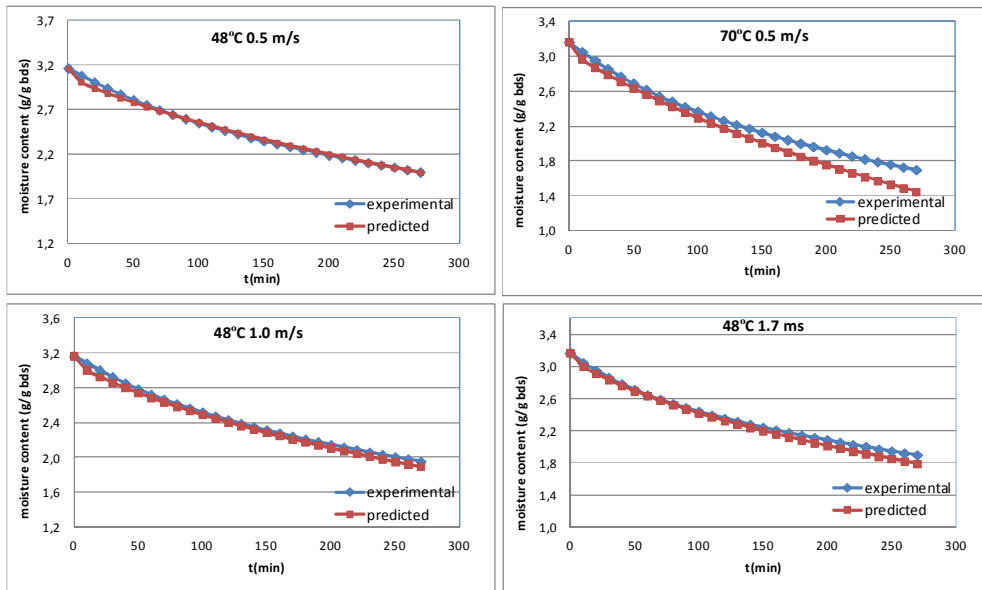 48°C 0.5 m/s
moisture content (g/g bds)
3,7
3,2
2,7
2,2
1,7
1,2
0 50 100 150 200 250 300
t(min)
experimental
predicted
70°C 0.5 m/s
moisture content (g/g bds)
3,4
3,0
2,6
2,2
1,8
1,4
1,0
0 50 100 150 200 250 300
t(min)
experimental
predicted
48°C 1.0 m/s
moisture content (g/g bds)
3,6
3,2
2,8
2,4
2,0
1,6
1,2
0 50 100 150 200 250 300
t(min)
experimental
predicted
48°C 1.7 ms
moisture content (g/g bds)
3,4
3,0
2,6
2,2
1,8
1,4
1,0
0 50 100 150 200 250 300
t(min)
experimental
predicted